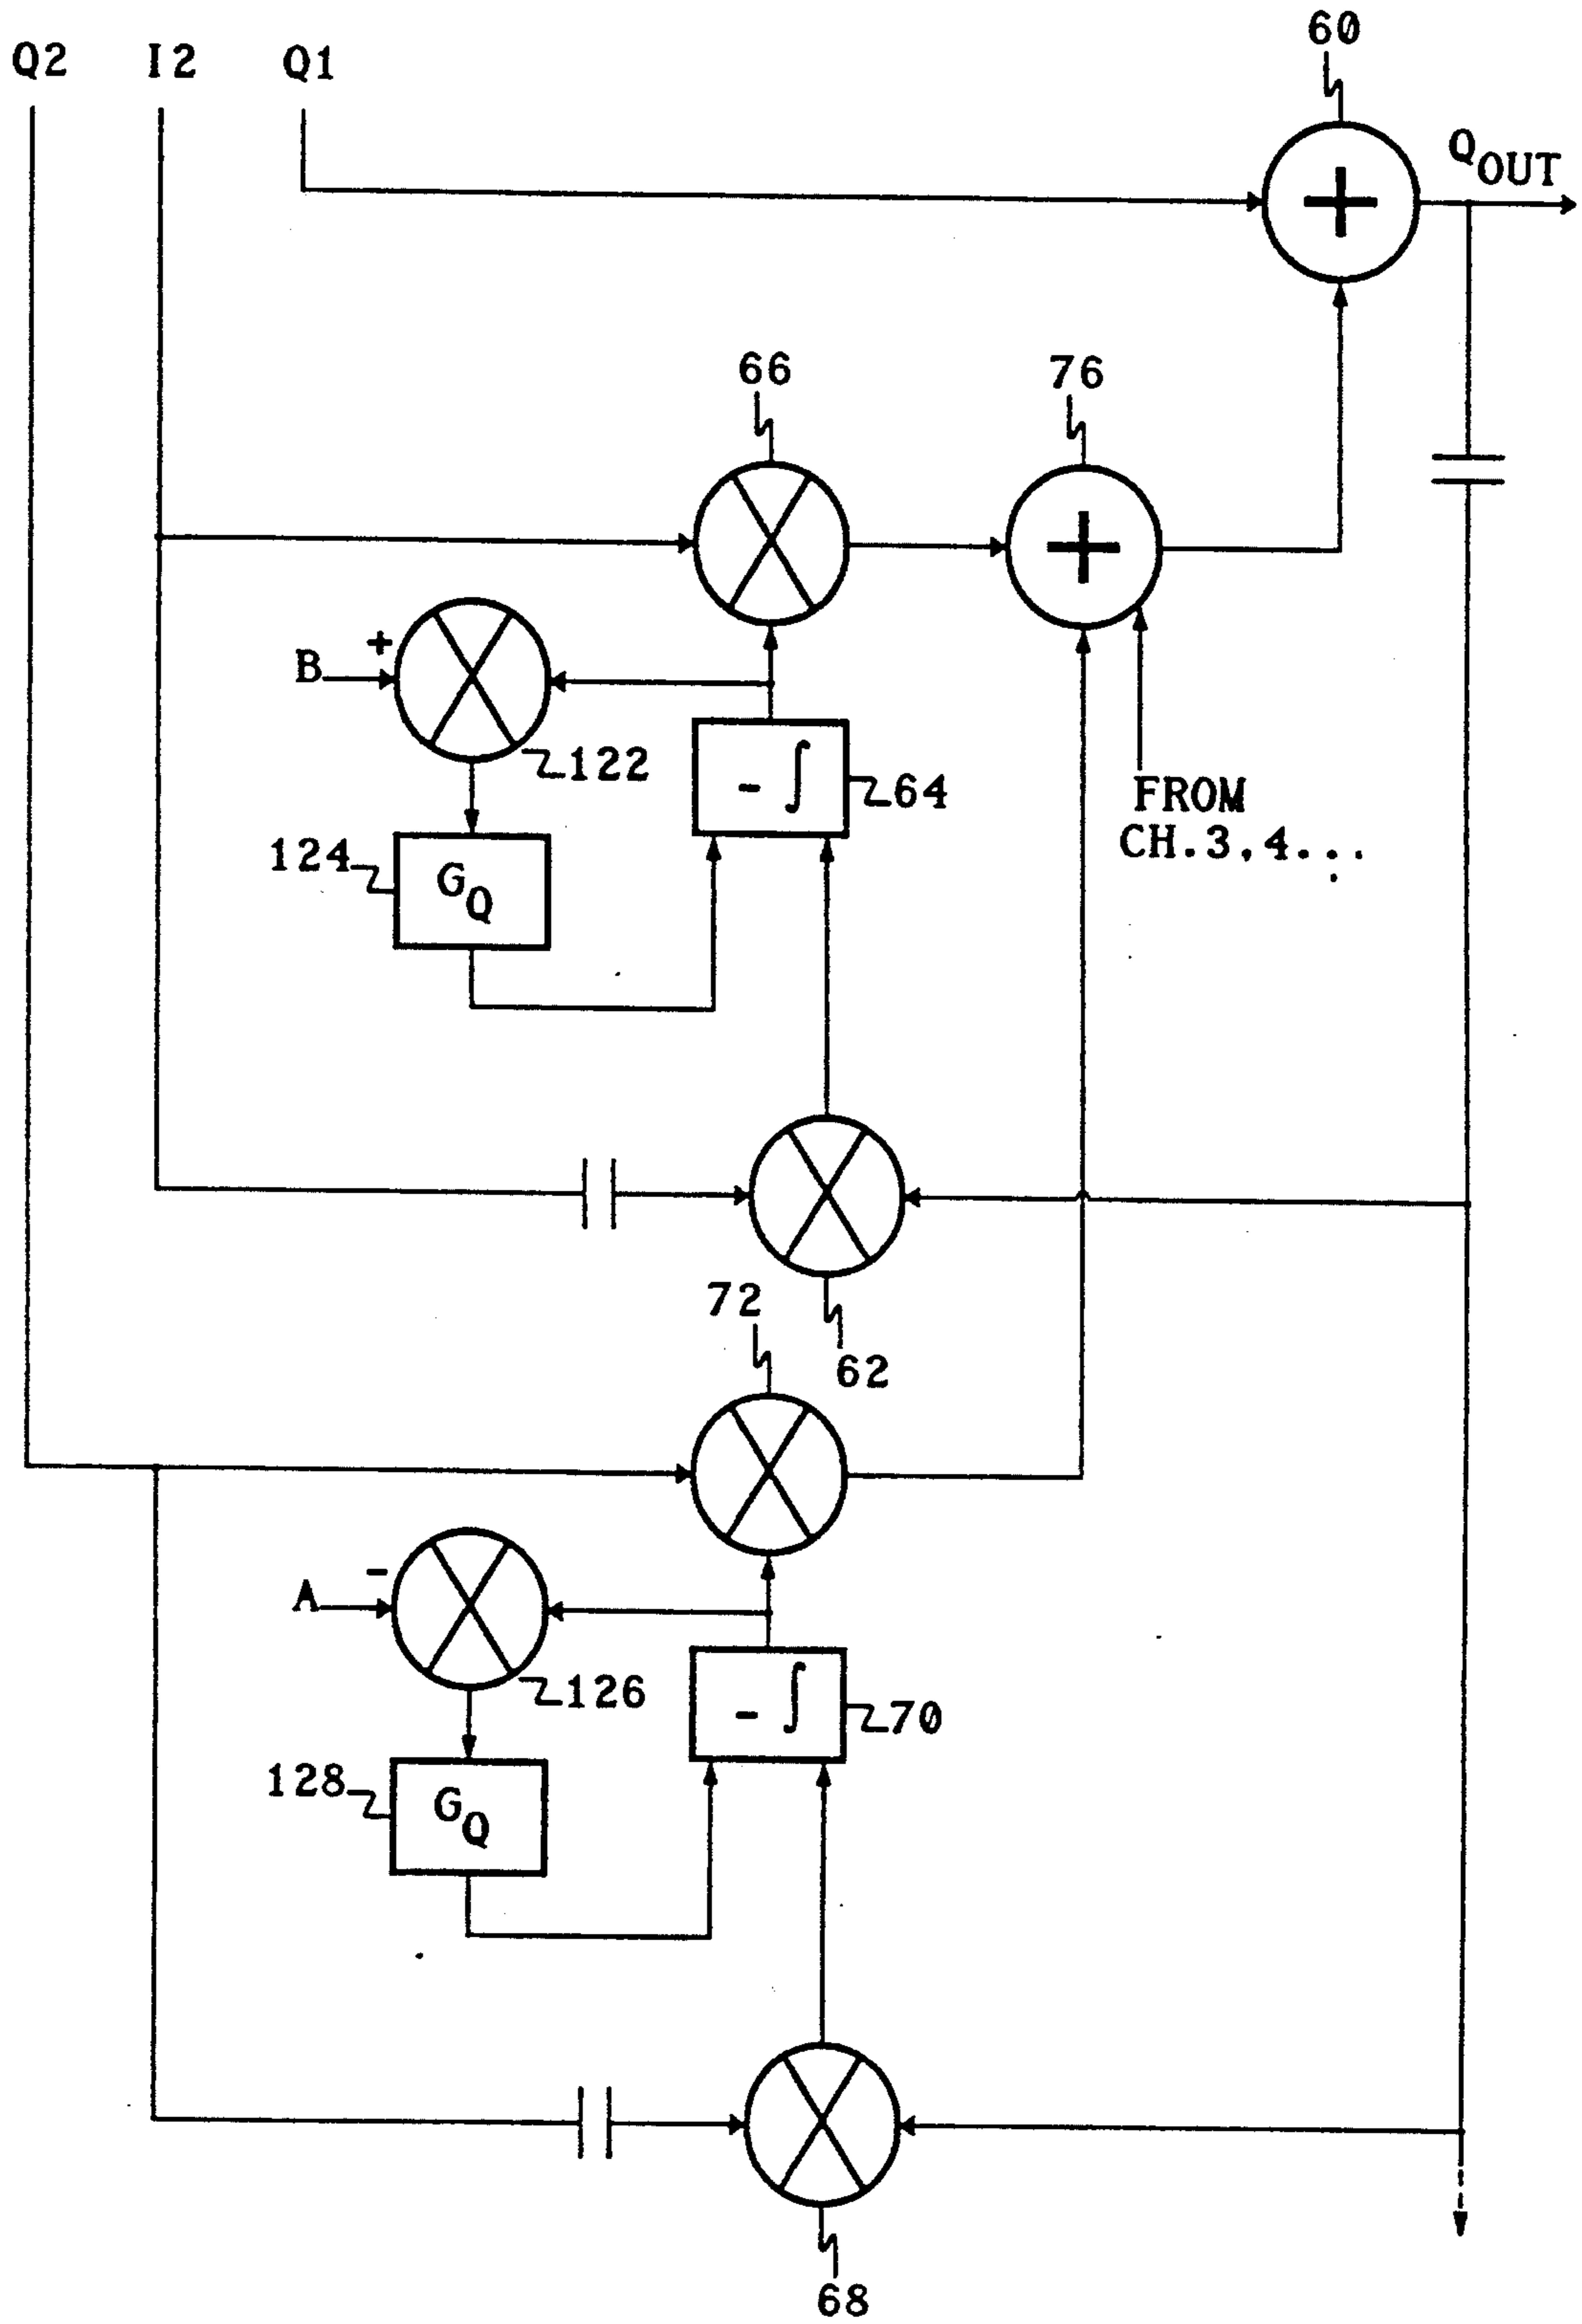 60
Q2 I2 Q1
QOUT
66 76
+
+
B
122
- ∫ 64
FROM
CH.3,4...
124 GQ
72
62
-
A
126
- ∫ 70
128 GQ
68